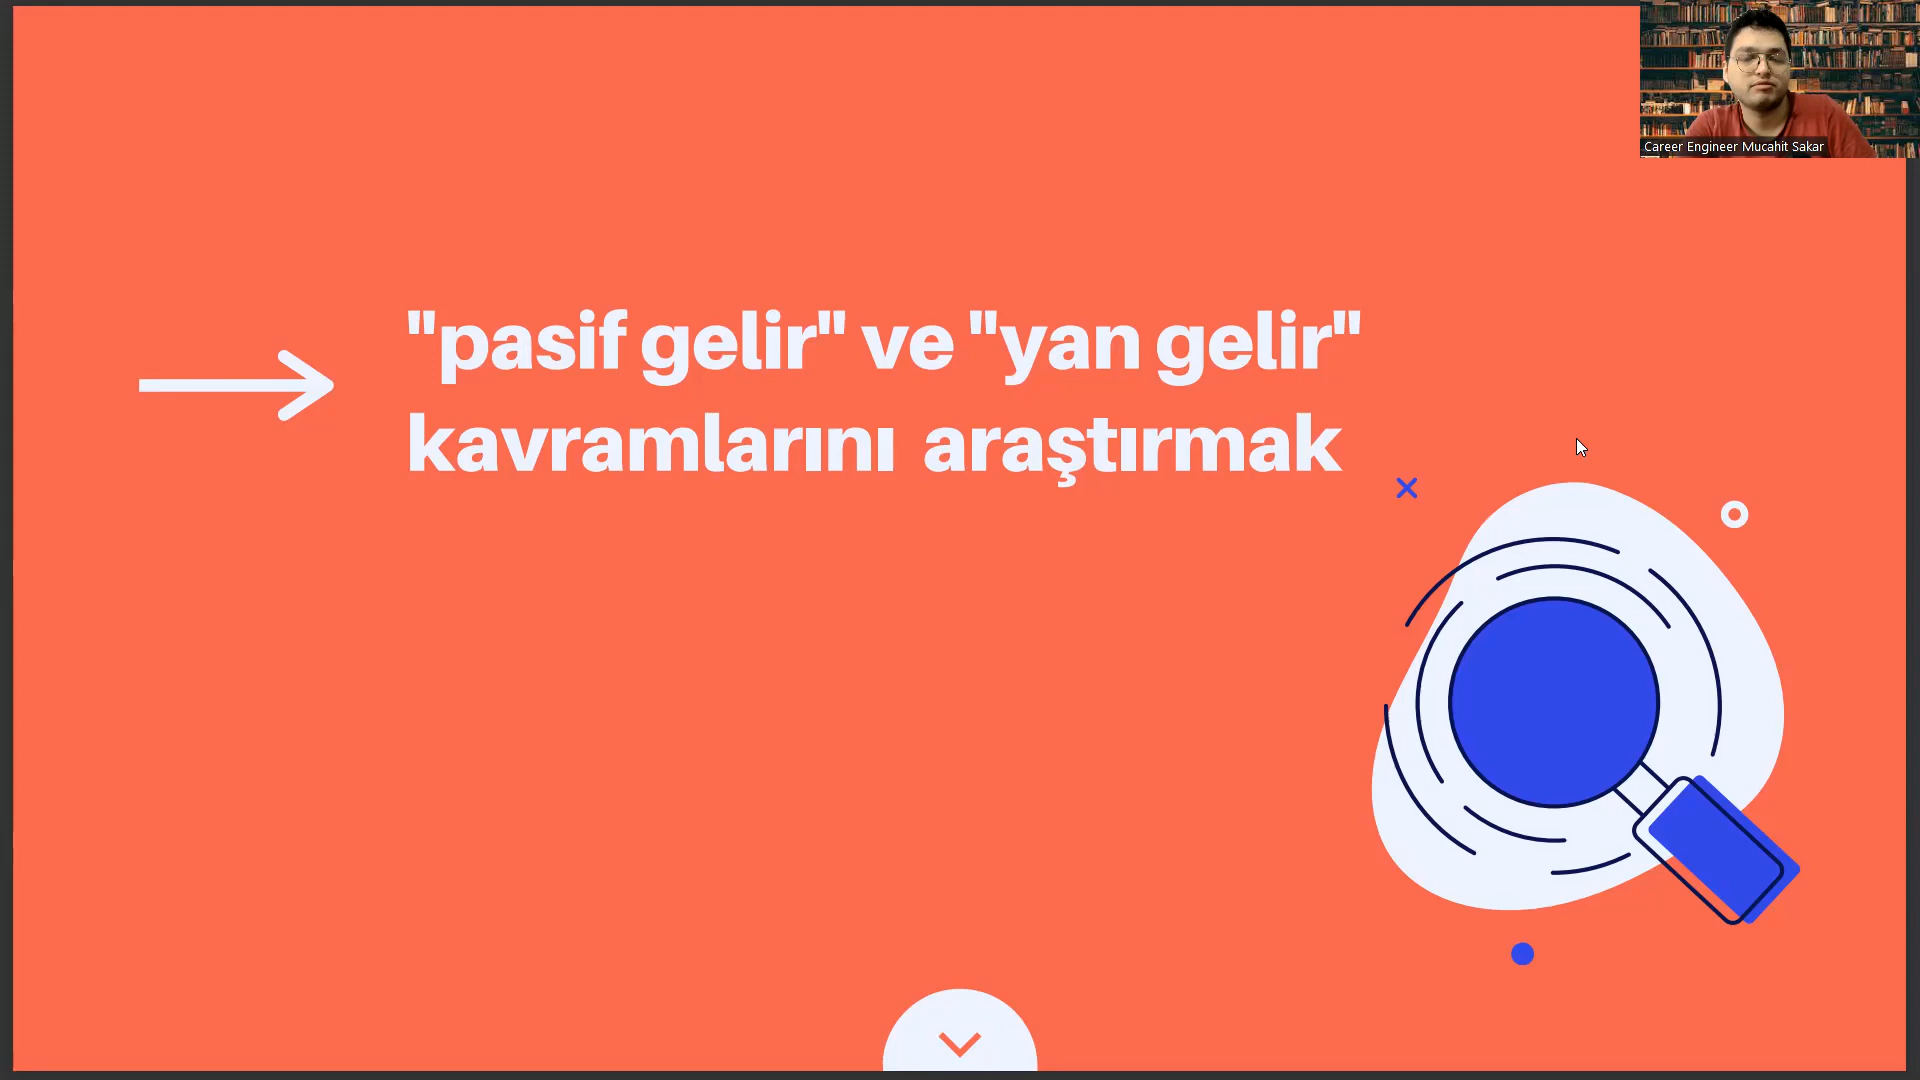 Career Engineer Mucahit Sakar
"pasif gelir" ve "yan gelir"
kavramlarını araştırmak